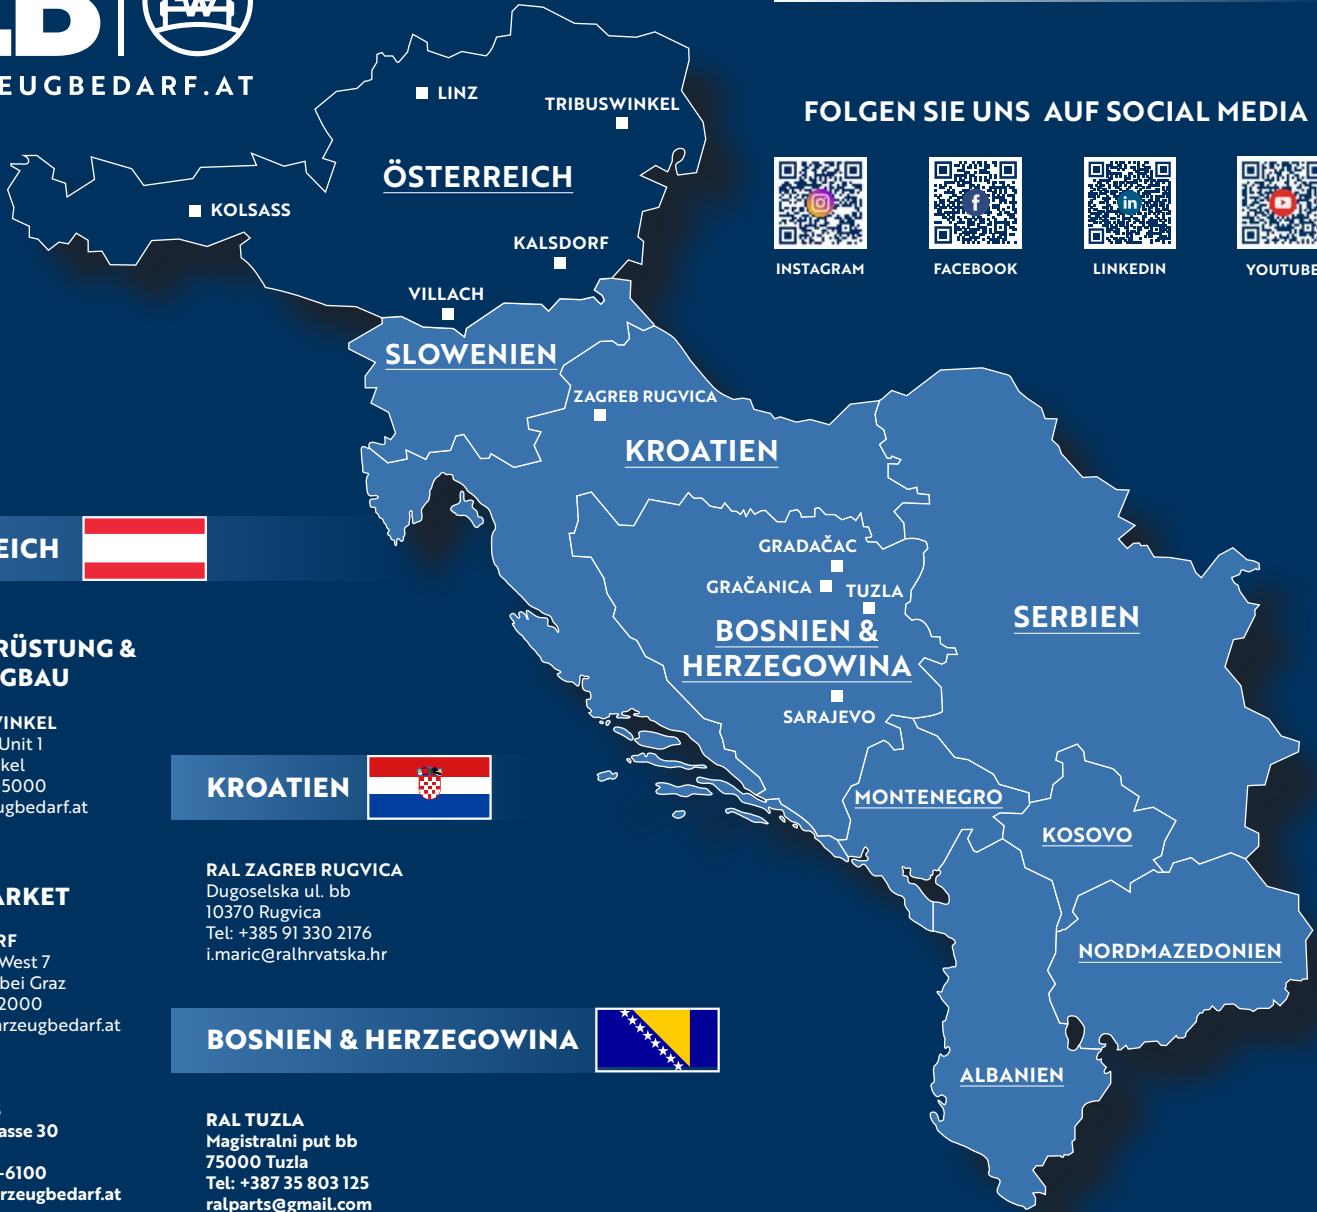 EUGBEDARF.AT
FOLGEN SIE UNS AUF SOCIAL MEDIA
INSTAGRAM
FACEBOOK
LINKEDIN
YOUTUBE
LINZ
TRIBUSWINKEL
ÖSTERREICH
KOLSASS
KALSDORF
VILLACH
SLOWENIEN
ZAGREB RUGVICA
KROATIEN
GRADAČAC
GRAČANICA
TUZLA
BOSNIEN &
HERZEGOWINA
SARAJEVO
SERBIEN
MONTENEGRO
KOSOVO
NORDMAZEDONIEN
ALBANIEN
EICH
RÜSTUNG &
GBAU
INKEL
Unit 1
kel
5000
ugbedarf.at
ARKET
RF
West 7
bei Graz
2000
arzeugbedarf.at
asse 30
-6100
rzeugbedarf.at
KROATIEN
RAL ZAGREB RUGVICA
Dugoselska ul. bb
10370 Rugvica
Tel: +385 91 330 2176
i.maric@ralhrvatska.hr
BOSNIEN & HERZEGOWINA
RAL TUZLA
Magistralni put bb
75000 Tuzla
Tel: +387 35 803 125
ralparts@gmail.com